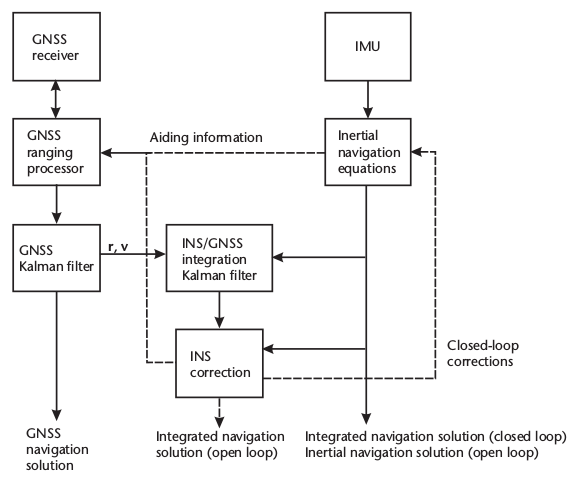 GNSS
receiver
IMU
GNSS
ranging
processor
Aiding information
Inertial
navigation
equations
GNSS
Kalman filter
r, v
INS/GNSS
integration
Kalman filter
INS
correction
Closed-loop
corrections
GNSS
navigation
solution
Integrated navigation
solution (open loop)
Integrated navigation solution (closed loop)
Inertial navigation solution (open loop)